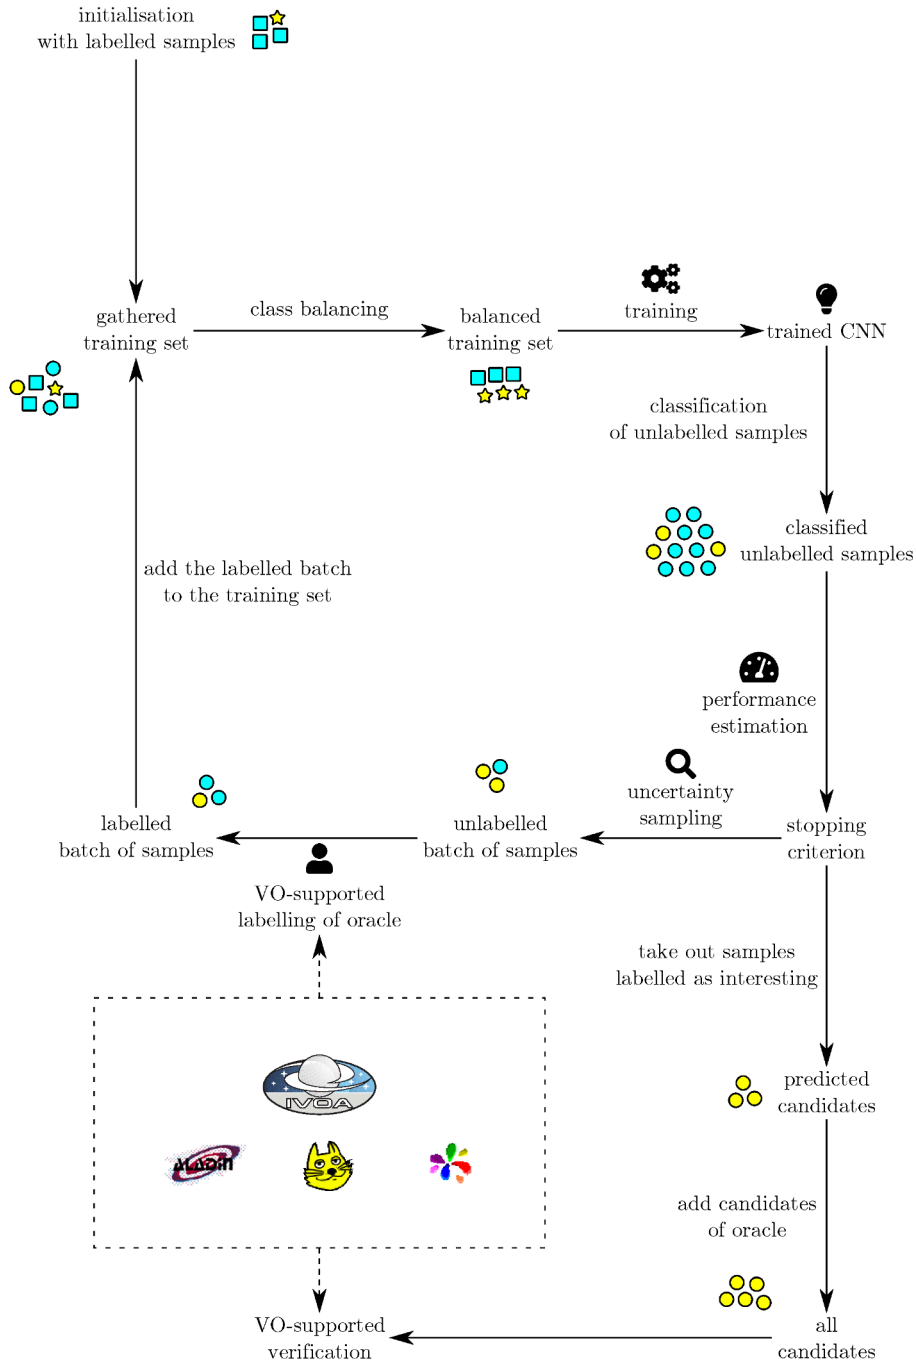 initialisation
with labelled samples
gathered
training set
class balancing
balanced
training set
training
trained CNN
classification
of unlabelled samples
classified
unlabelled samples
add the labelled batch
to the training set
performance
estimation
uncertainty
sampling
labelled
batch of samples
unlabelled
batch of samples
stopping
criterion
VO-supported
labelling of oracle
take out samples
labelled as interesting
IVOA
ALADIN
predicted
candidates
add candidates
of oracle
VO-supported
verification
all
candidates